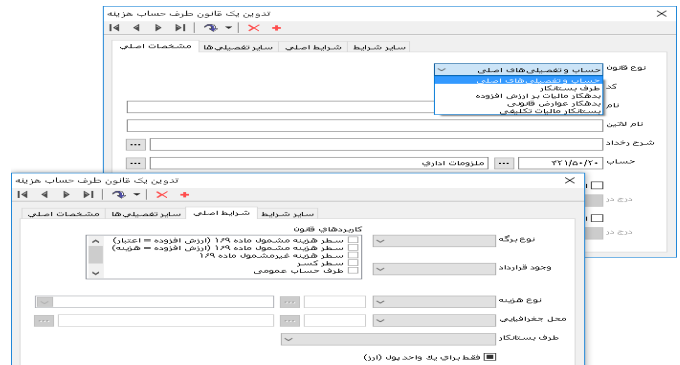 تدوین یک قانون طرف حساب هزینه
مشخصات اصلی
سایر تفصیلی‌ها
شرایط اصلی
سایر شرایط
نوع قانون
حساب و تفصیلی‌های اصلی
حساب و تفصیلی‌های اصلی
طرف بستانکار
بدهکار مالیات بر ارزش افزوده
بدهکار عوارض قانونی
بستانکار مالیات تکلیفی
کد
نام
نام لاتین
شرح رخداد
حساب
۷۲۱/۵۰/۲۰
ملزومات اداری
درج در
درج در
تدوین یک قانون طرف حساب هزینه
مشخصات اصلی
سایر تفصیلی ها
شرایط اصلی
سایر شرایط
کاربردهای قانون
نوع برگه
سطر هزینه مشمول ماده ۱۶۹ (ارزش افزوده = اعتبار)
سطر هزینه مشمول ماده ۱۶۹ (ارزش افزوده = هزینه)
سطر هزینه غیرمشمول ماده ۱۶۹
سطر کسر
طرف حساب عمومی
وجود قرارداد
نوع هزینه
محل جغرافیایی
طرف بستانکار
فقط برای یك واحد پول (ارز)